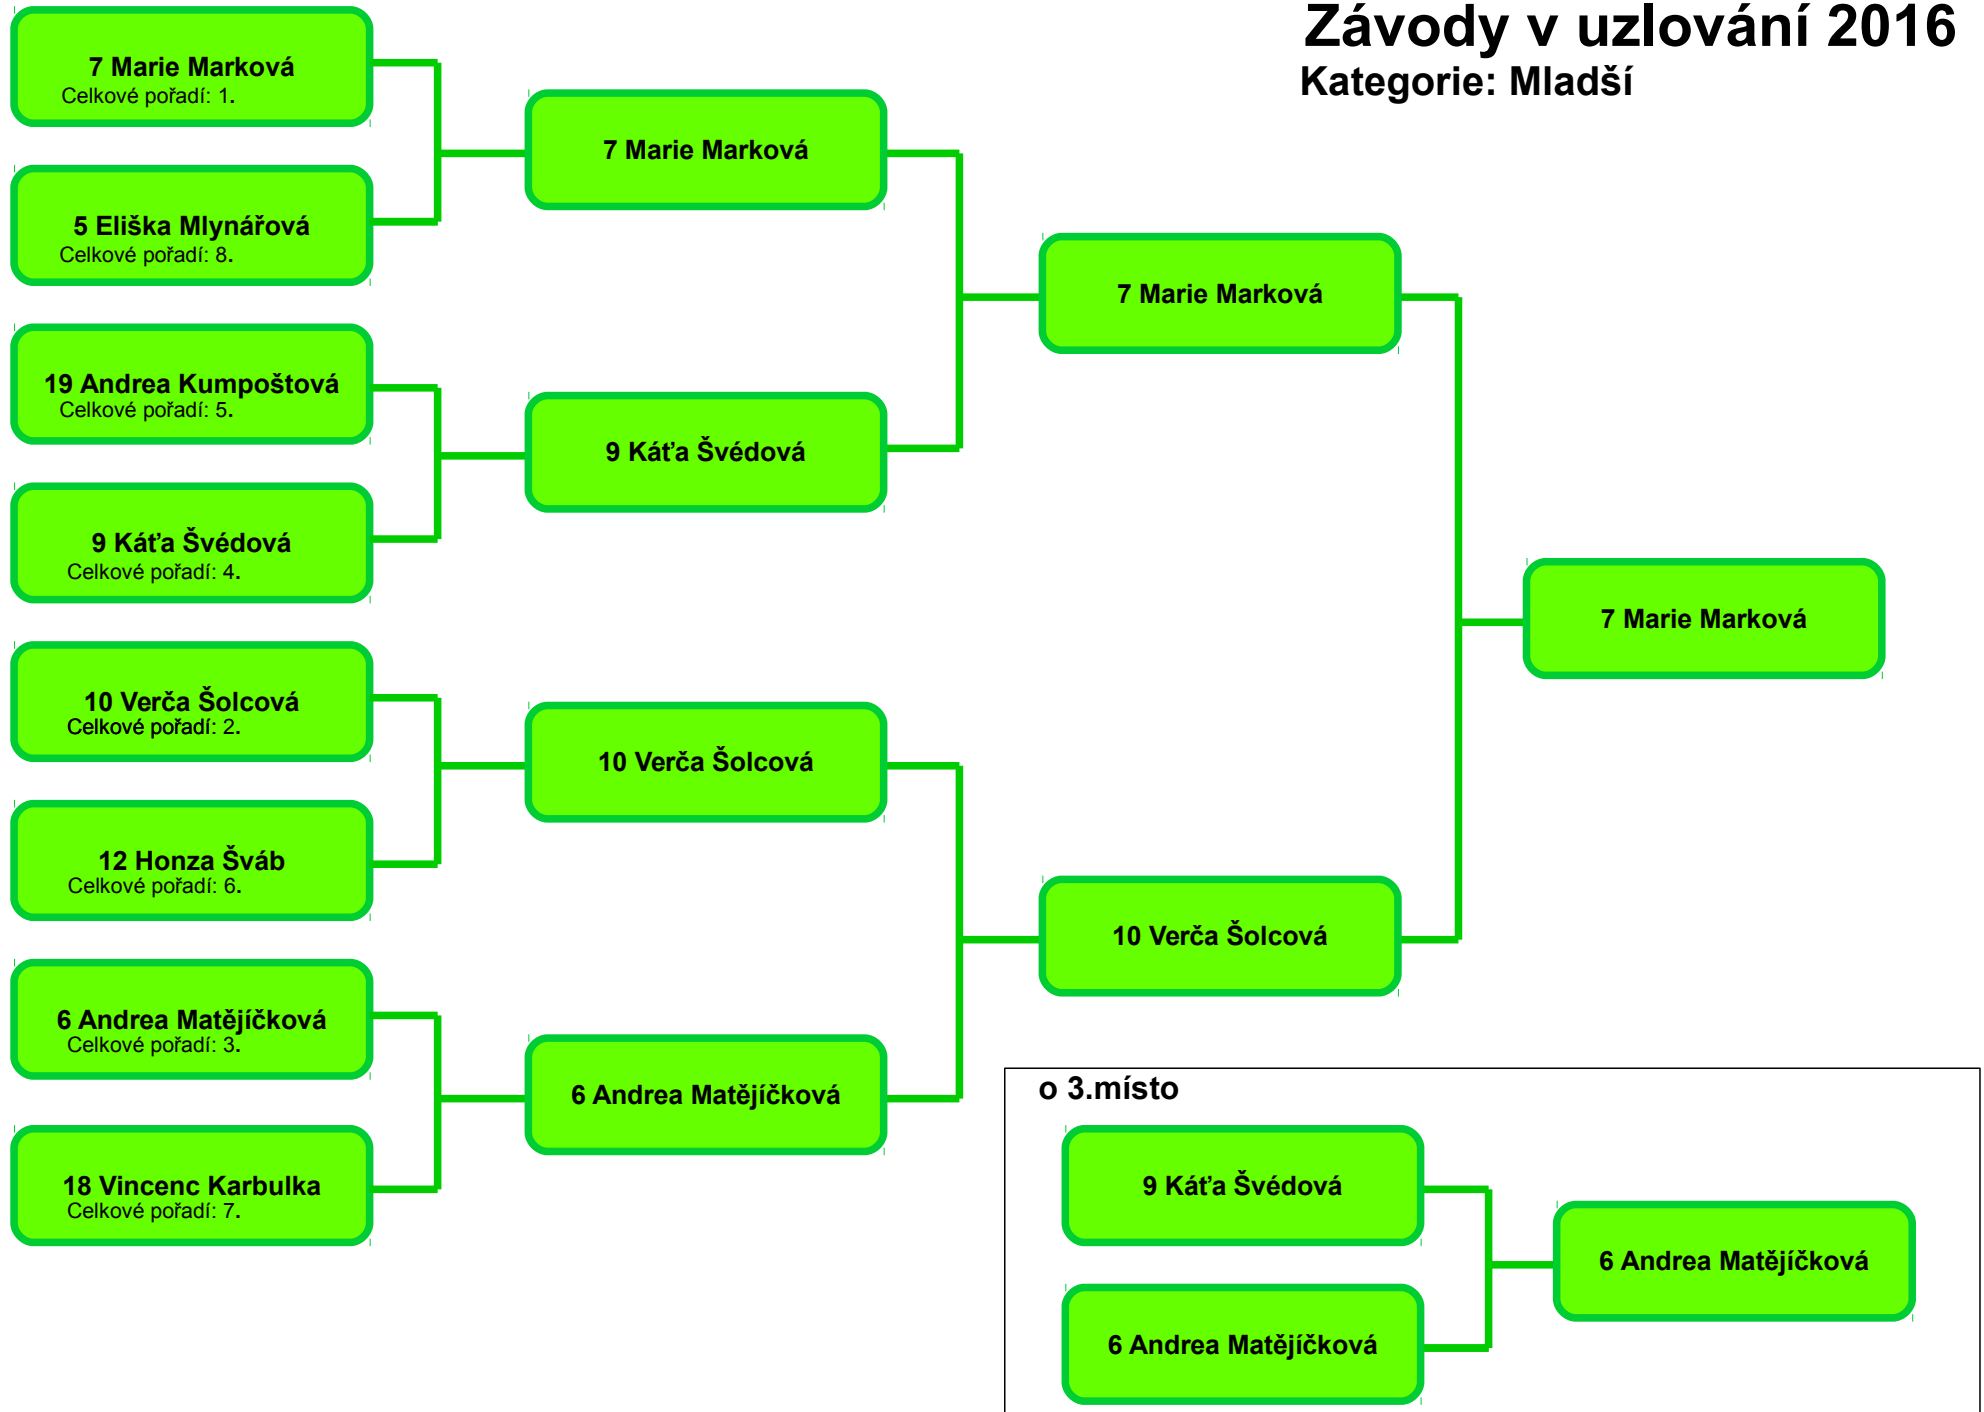 Závody v uzlování 2016
Kategorie: Mladší
7 Marie Marková
Celkové pořadí: 1.
5 Eliška Mlynářová
Celkové pořadí: 8.
19 Andrea Kumpoštová
Celkové pořadí: 5.
9 Káťa Švédová
Celkové pořadí: 4.
10 Verča Šolcová
Celkové pořadí: 2.
12 Honza Šváb
Celkové pořadí: 6.
6 Andrea Matějíčková
Celkové pořadí: 3.
18 Vincenc Karbulka
Celkové pořadí: 7.
7 Marie Marková
9 Káťa Švédová
10 Verča Šolcová
6 Andrea Matějíčková
7 Marie Marková
10 Verča Šolcová
7 Marie Marková
o 3.místo
9 Káťa Švédová
6 Andrea Matějíčková
6 Andrea Matějíčková